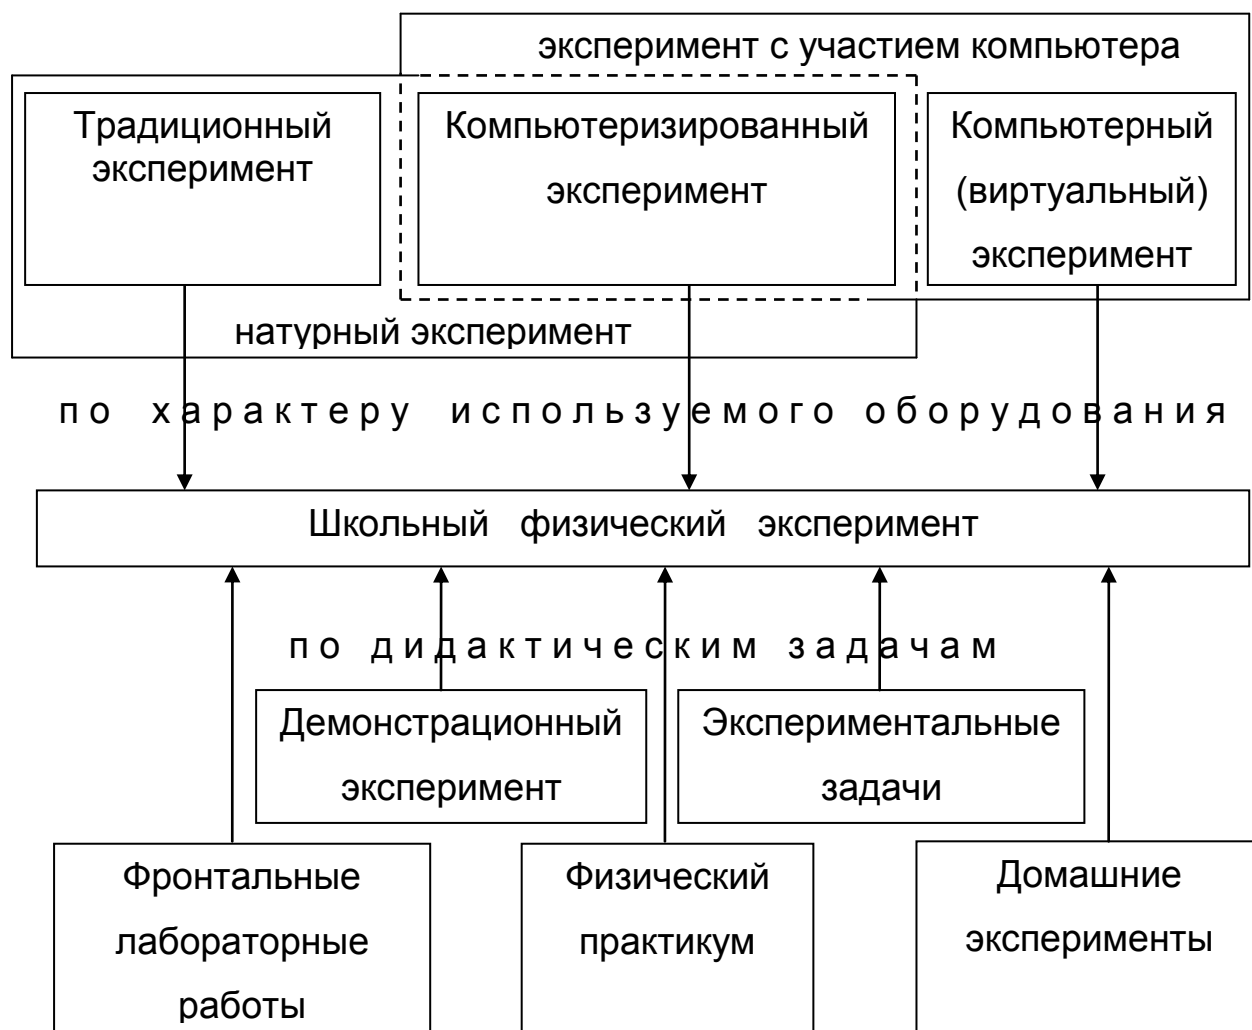 эксперимент с участием компьютера
Традиционный
эксперимент
Компьютеризированный
эксперимент
Компьютерный
(виртуальный)
эксперимент
натурный эксперимент
по характеру используемого оборудования
Школьный физический эксперимент
по дидактическим задачам
Демонстрационный
эксперимент
Экспериментальные
задачи
Фронтальные
лабораторные
работы
Физический
практикум
Домашние
эксперименты